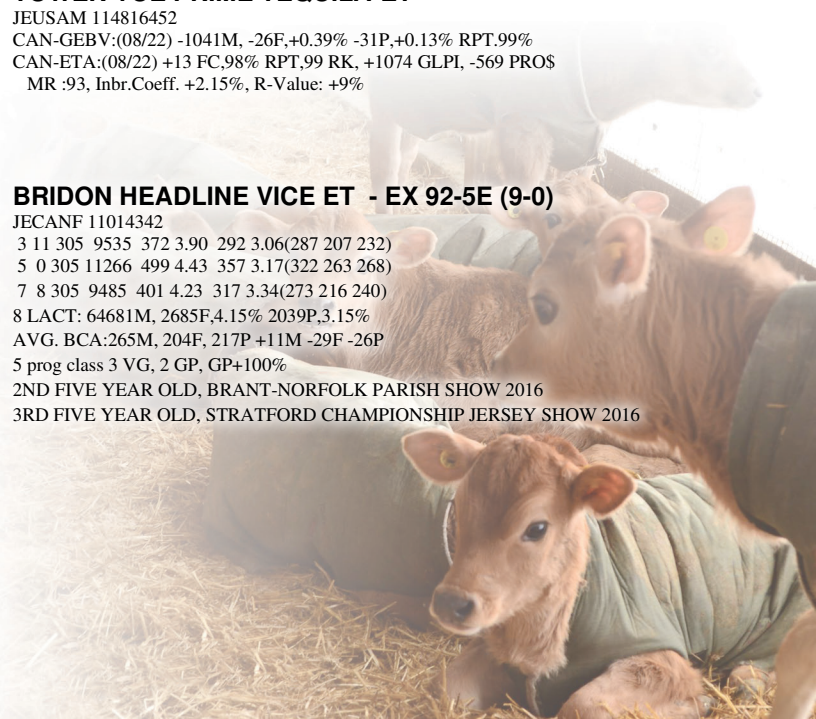 JEUSAM 114816452
CAN-GEBV:(08/22) -1041M, -26F,+0.39% -31P,+0.13% RPT.99%
CAN-ETA:(08/22) +13 FC,98% RPT,99 RK, +1074 GLPI, -569 PRO$
MR :93, Inbr.Coeff. +2.15%, R-Value: +9%
BRIDON HEADLINE VICE ET - EX 92-5E (9-0)
JECANF 11014342
3 11 305 9535 372 3.90 292 3.06(287 207 232)
5 0 305 11266 499 4.43 357 3.17(322 263 268)
7 8 305 9485 401 4.23 317 3.34(273 216 240)
8 LACT: 64681M, 2685F,4.15% 2039P,3.15%
AVG. BCA:265M, 204F, 217P +11M -29F -26P
5 prog class 3 VG, 2 GP, GP+100%
2ND FIVE YEAR OLD, BRANT-NORFOLK PARISH SHOW 2016
3RD FIVE YEAR OLD, STRATFORD CHAMPIONSHIP JERSEY SHOW 2016